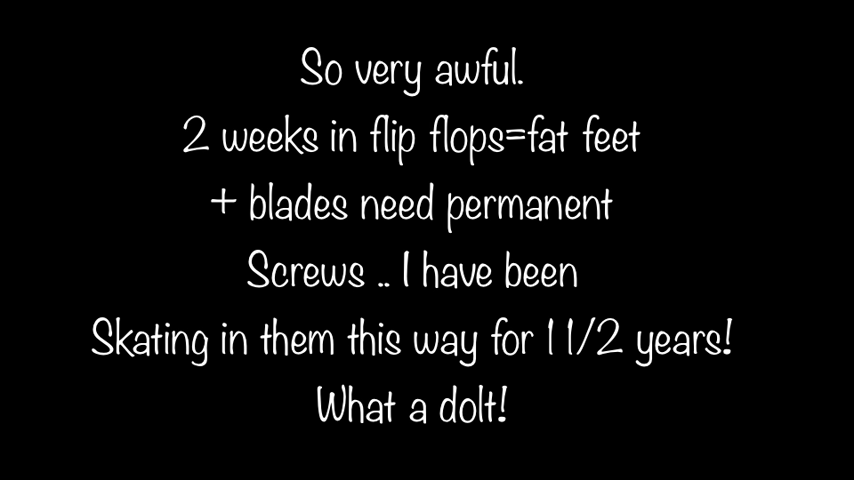 So very awful.
2 weeks in flip flops=fat feet
+ blades need permanent
Screws .. I have been
Skating in them this way for 1 1/2 years!
What a dolt!